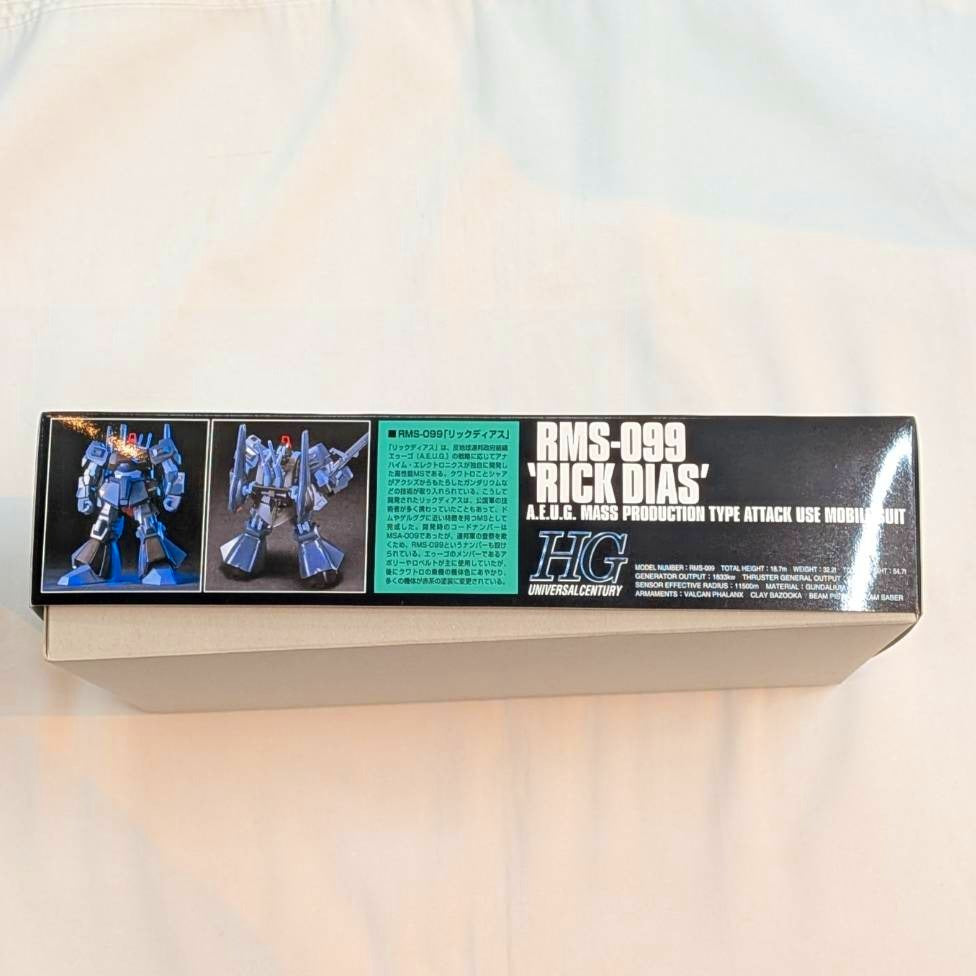 ■RMS-099「リックディアス」
「リックディアス」は、反地球連邦政府組織
エゥーゴ（A.E.U.G.）の戦略に応じてアナ
ハイム・エレクトロニクスが独自に開発し
た高性能MSである。クワトロことシャア
がアクシズからもたらしたガンダリウムな
どの技術が取り入れられている。こうして
開発されたリックディアスは、公国軍の技
術者が多く携わっていたこともあって、ド
ムやゲルググに近い特徴を持つMSとして
完成した。開発時のコードナンバーは
MSA-009であったが、連邦軍の登録を欺
くため、RMS-099というナンバーも設け
られている。エゥーゴのメンバーであるア
ポリーやロベルトが主に使用していたが、
後にクワトロの乗機の機体色にあやかり、
多くの機体が赤系の塗装に変更されている。
RMS-099
'RICK DIAS'
A.E.U.G. MASS PRODUCTION TYPE ATTACK USE MOBILE SUIT
HG
UNIVERSAL CENTURY
MODEL NUMBER : RMS-099 TOTAL HEIGHT : 18.7m WEIGHT : 32.2t 54.7t
GENERATOR OUTPUT : 1833kw THRUSTER GENERAL OUTPUT
SENSOR EFFECTIVE RADIUS : 11500m MATERIAL : GUNDALIUM
ARMAMENTS : VALCAN PHALANX CLAY BAZOOKA BEAM SABER